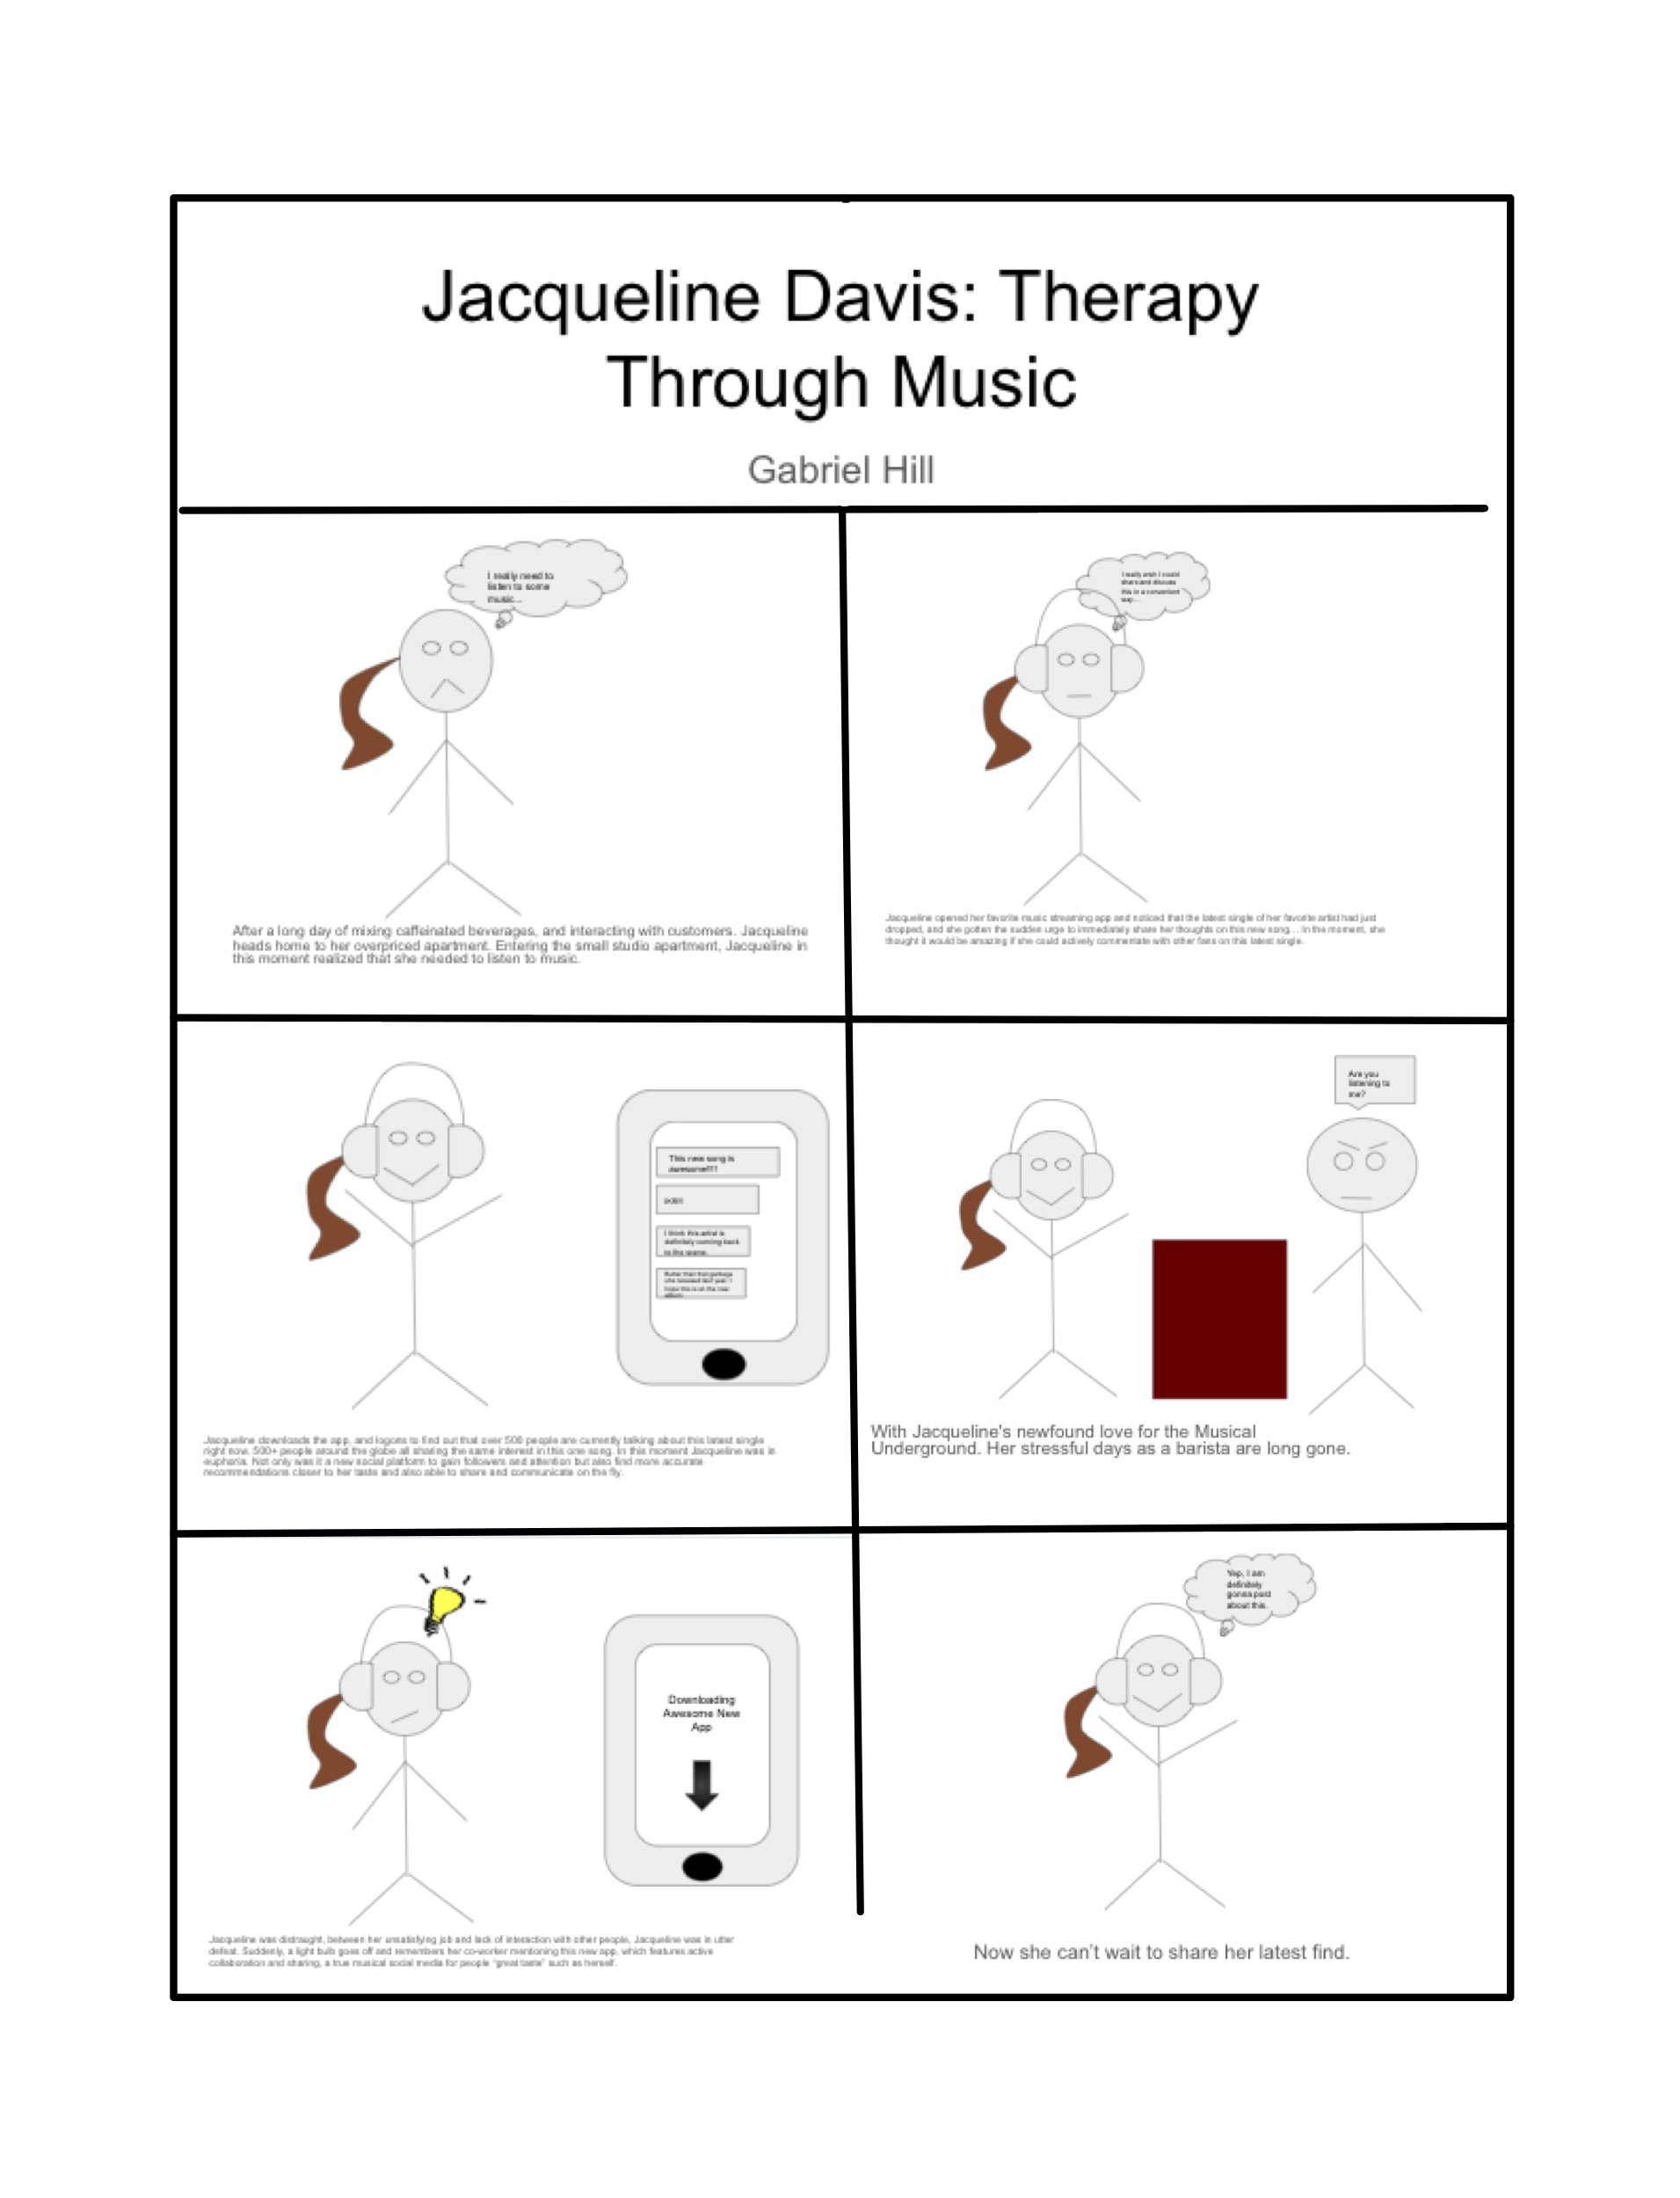 Jacqueline Davis: Therapy
Through Music
Gabriel Hill
I really need to
listen to some
music...
After a long day of mixing caffeinated beverages, and interacting with customers. Jacqueline
heads home to her overpriced apartment. Entering the small studio apartment, Jacqueline in
this moment realized that she needed to listen to music.
I really wish I could
share and discuss
this in a convenient
way...
Jacqueline opened her favorite music streaming app and noticed that the latest single of her favorite artist had just
dropped, and she gotten the sudden urge to immediately share her thoughts on this new song... In the moment, she
thought it would be amazing if she could actively commentate with other fans on this latest single.
This new song is
awesome!!!!
I think this artist is
definitely coming back
to the scene.
Jacqueline downloads the app, and logons to find out that over 500 people are currently talking about this latest single
right now. 500+ people around the globe all sharing the same interest in this one song. In this moment Jacqueline was in
euphoria. Not only was it a new social platform to gain followers and attention but also find more accurate
recommendations closer to her taste and also able to share and communicate on the fly.
Are you
listening to
me?
With Jacqueline's newfound love for the Musical
Underground. Her stressful days as a barista are long gone.
Downloading
Awesome New
App
Jacqueline was distraught, between her unsatisfying job and lack of interaction with other people, Jacqueline was in utter
defeat. Suddenly, a light bulb goes off and remembers her co-worker mentioning this new app, which features active
collaboration and sharing, a true musical social media for people "great taste" such as herself.
Yep, I am
definitely
gonna post
about this.
Now she can't wait to share her latest find.